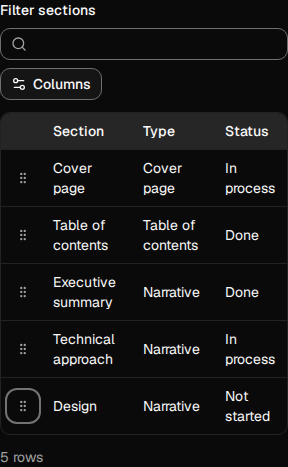 Filter sections
Columns
Section Type Status
Cover page Cover page In process
Table of contents Table of contents Done
Executive summary Narrative Done
Technical approach Narrative In process
Design Narrative Not started
5 rows